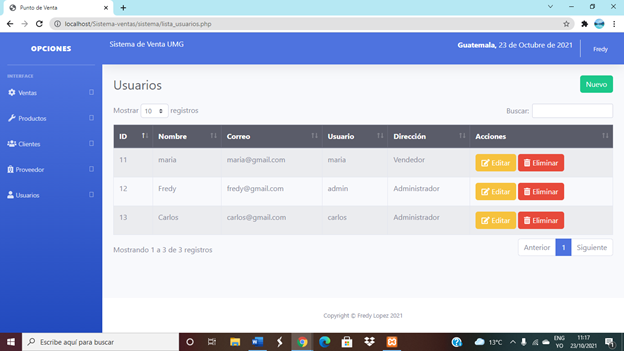 Punto de Venta
localhost/Sistema-ventas/sistema/lista_usuarios.php
OPCIONES
Sistema de Venta UMG
Guatemala, 23 de Octubre de 2021
Fredy
INTERFACE
Ventas
Productos
Clientes
Proveedor
Usuarios
Usuarios
Nuevo
Mostrar 10 registros
Buscar:
ID Nombre Correo Usuario Dirección Acciones
11 maria maria@gmail.com maria Vendedor Editar Eliminar
12 Fredy fredy@gmail.com admin Administrador Editar Eliminar
13 Carlos carlos@gmail.com carlos Administrador Editar Eliminar
Mostrando 1 a 3 de 3 registros
Anterior 1 Siguiente
Copyright © Fredy Lopez 2021
Escribe aquí para buscar
13°C
ENG
YO
11:17
23/10/2021